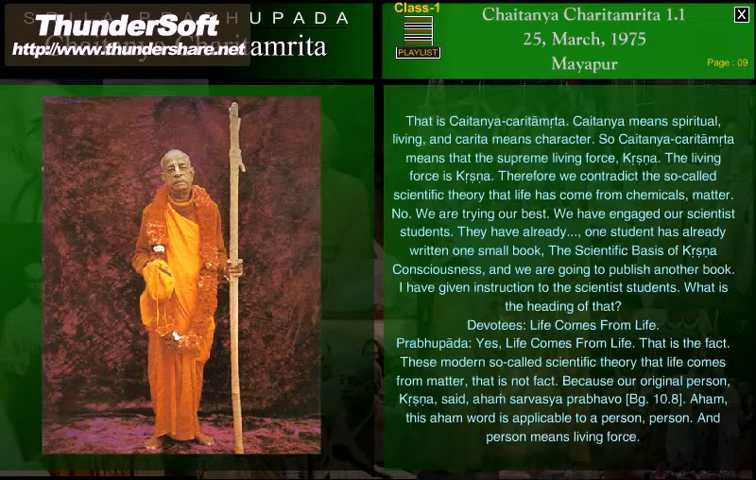 SRILA PRABHUPADA
ThunderSoft
http://www.thundershare.net
Chaitanya Charitamrita
Class-1
PLAYLIST
Chaitanya Charitamrita 1.1
25, March, 1975
Mayapur
X
Page : 09
That is Caitanya-caritāmṛta. Caitanya means spiritual,
living, and carita means character. So Caitanya-caritāmṛta
means that the supreme living force, Kṛṣṇa. The living
force is Kṛṣṇa. Therefore we contradict the so-called
scientific theory that life has come from chemicals, matter.
No. We are trying our best. We have engaged our scientist
students. They have already..., one student has already
written one small book, The Scientific Basis of Kṛṣṇa
Consciousness, and we are going to publish another book.
I have given instruction to the scientist students. What is
the heading of that?
Devotees: Life Comes From Life.
Prabhupāda: Yes, Life Comes From Life. That is the fact.
These modern so-called scientific theory that life comes
from matter, that is not fact. Because our original person,
Kṛṣṇa, said, ahaṁ sarvasya prabhavo [Bg. 10.8]. Aham,
this aham word is applicable to a person, person. And
person means living force.